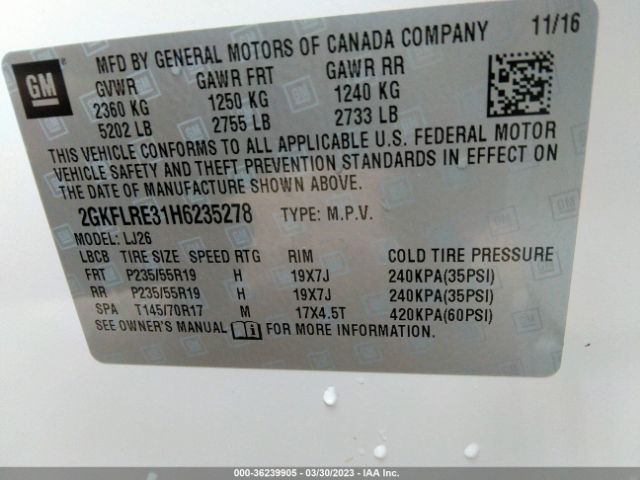 GM
MFD BY GENERAL MOTORS OF CANADA COMPANY 11/16
GVWR GAWR FRT GAWR RR
2360 KG 1250 KG 1240 KG
5202 LB 2755 LB 2733 LB
THIS VEHICLE CONFORMS TO ALL APPLICABLE U.S. FEDERAL MOTOR
VEHICLE SAFETY AND THEFT PREVENTION STANDARDS IN EFFECT ON
THE DATE OF MANUFACTURE SHOWN ABOVE.
2GKFLRE31H6235278 TYPE: M.P.V.
MODEL: LJ26
LBCB TIRE SIZE SPEED RTG RIM COLD TIRE PRESSURE
FRT P235/55R19 H 19X7J 240KPA(35PSI)
RR P235/55R19 H 19X7J 240KPA(35PSI)
SPA T145/70R17 M 17X4.5T 420KPA(60PSI)
SEE OWNER'S MANUAL FOR MORE INFORMATION.
000-36239905 - 03/30/2023 - IAA Inc.